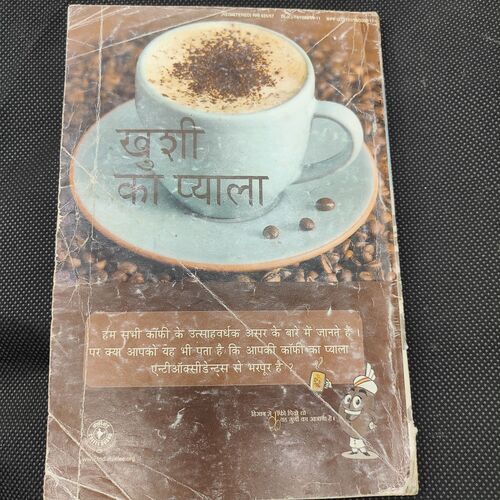 खुशी
का प्याला
हम सभी कॉफी के उत्साहवर्धक असर के बारे में जानते हैं ।
पर क्या आपको यह भी पता है कि आपकी कॉफी का प्याला
एन्टीऑक्सीडेन्ट्स से भरपूर है ?